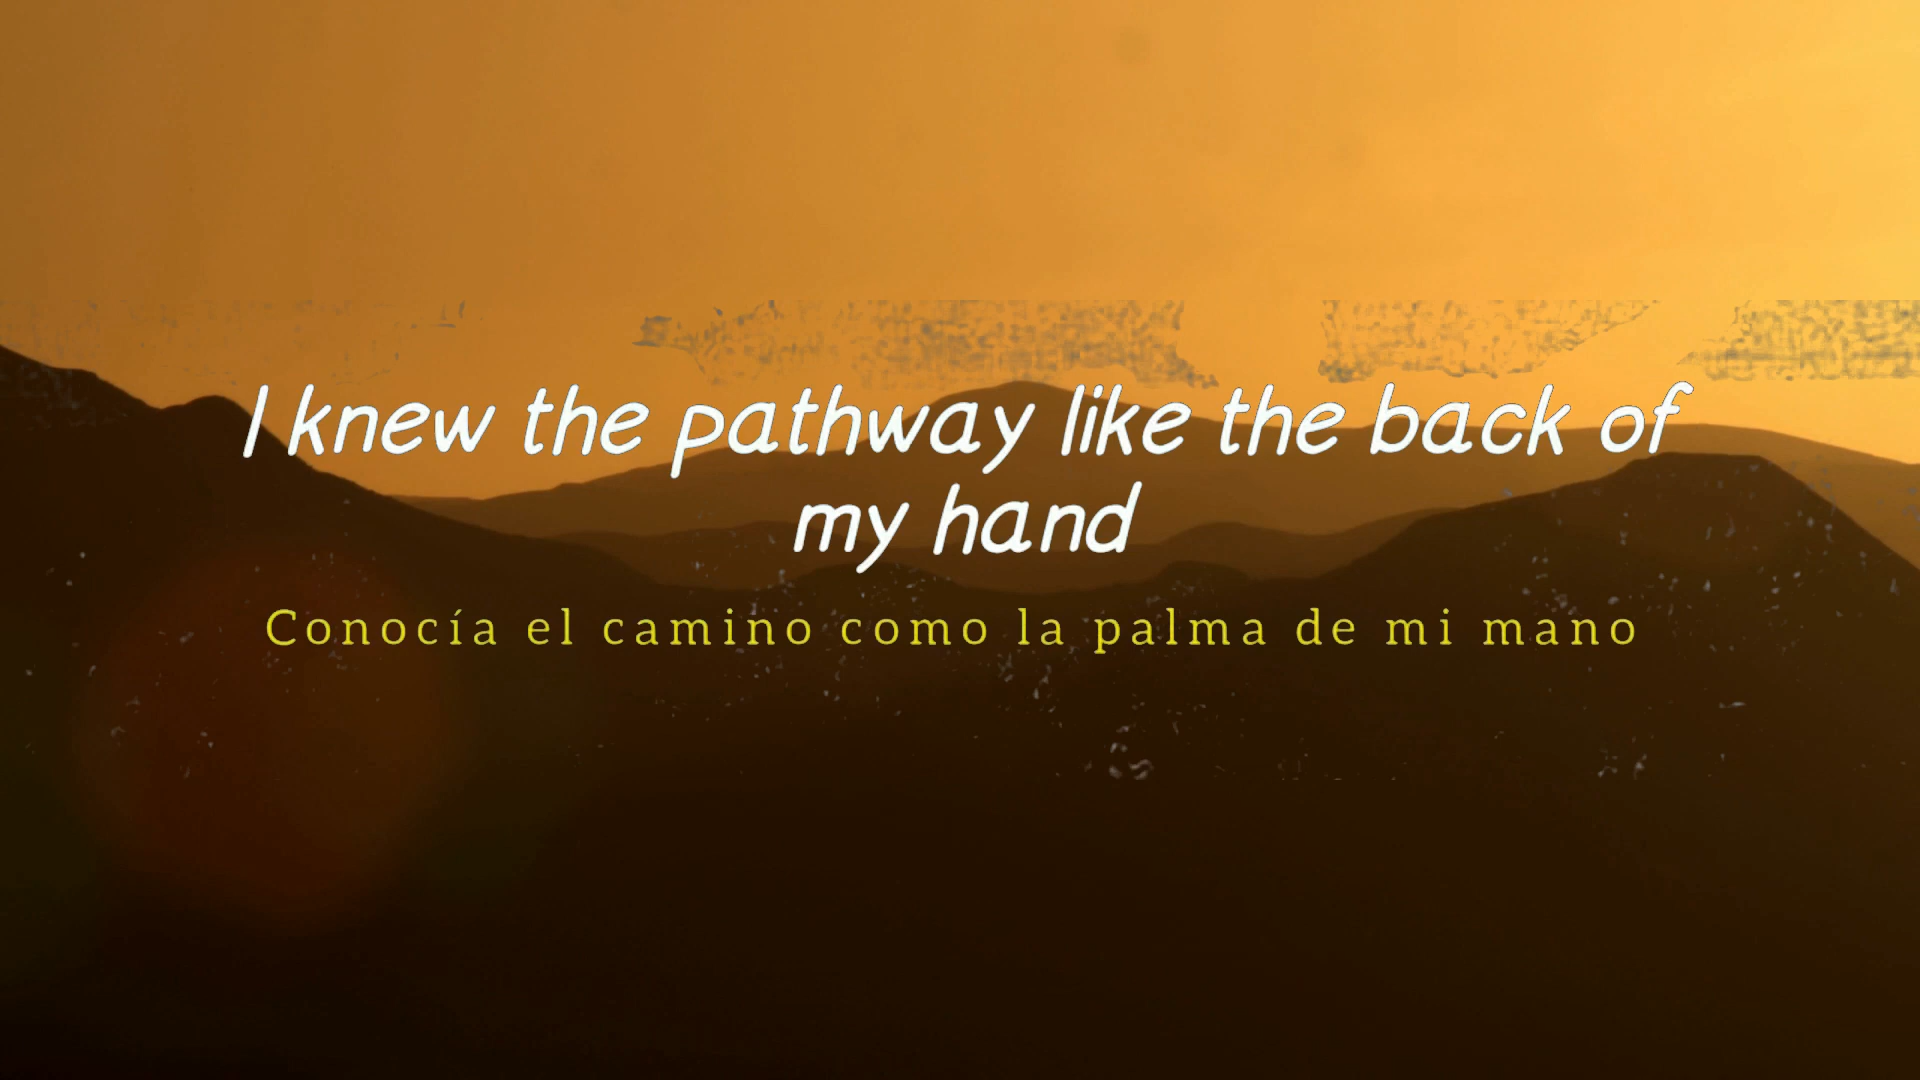 I knew the pathway like the back of
my hand
Conocía el camino como la palma de mi mano